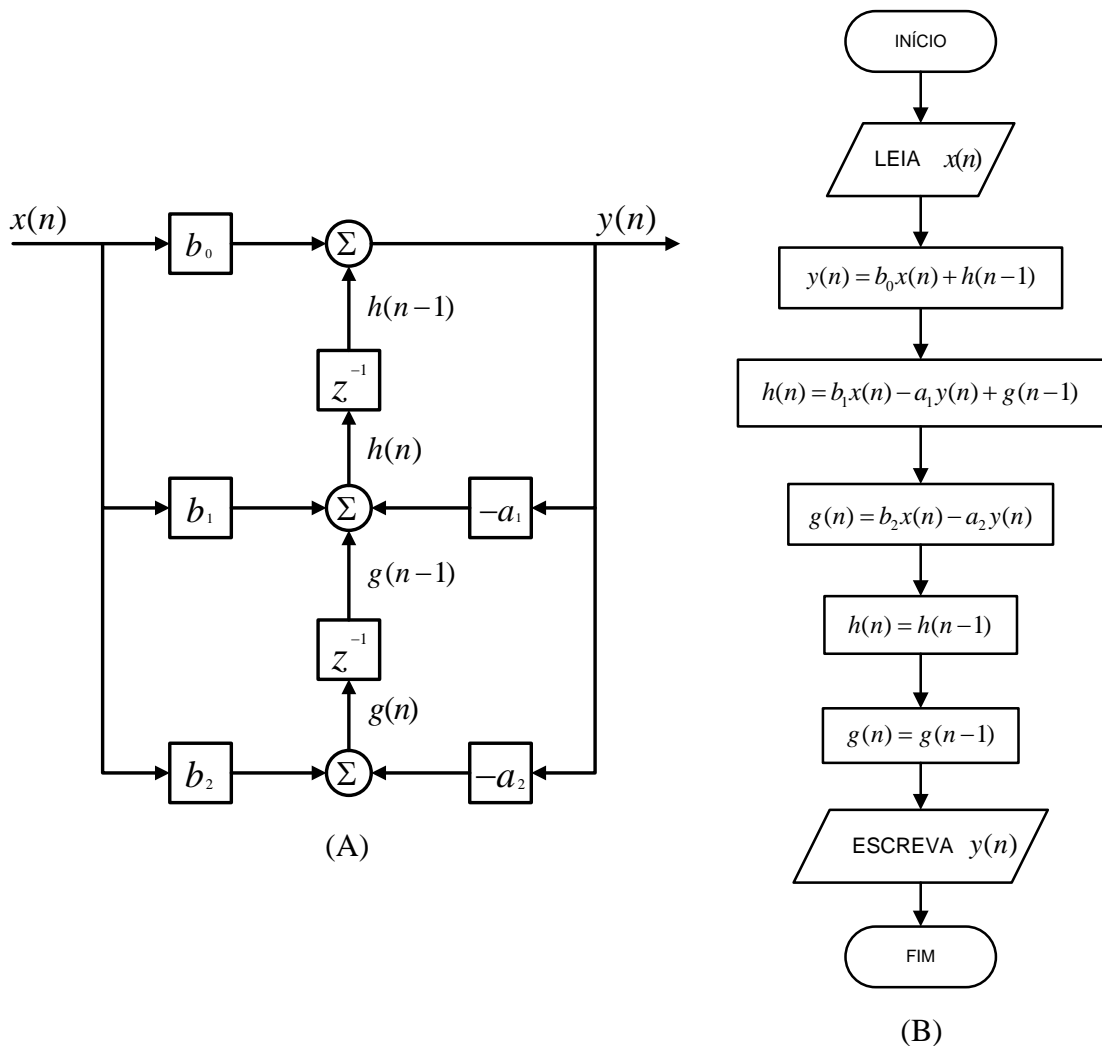 x(n)
b₀
Σ
y(n)
h(n−1)
z⁻¹
h(n)
b₁
Σ
−a₁
g(n−1)
z⁻¹
g(n)
b₂
Σ
−a₂
(A)
INÍCIO
LEIA x(n)
y(n) = b₀x(n) + h(n−1)
h(n) = b₁x(n) − a₁y(n) + g(n−1)
g(n) = b₂x(n) − a₂y(n)
h(n) = h(n−1)
g(n) = g(n−1)
ESCREVA y(n)
FIM
(B)